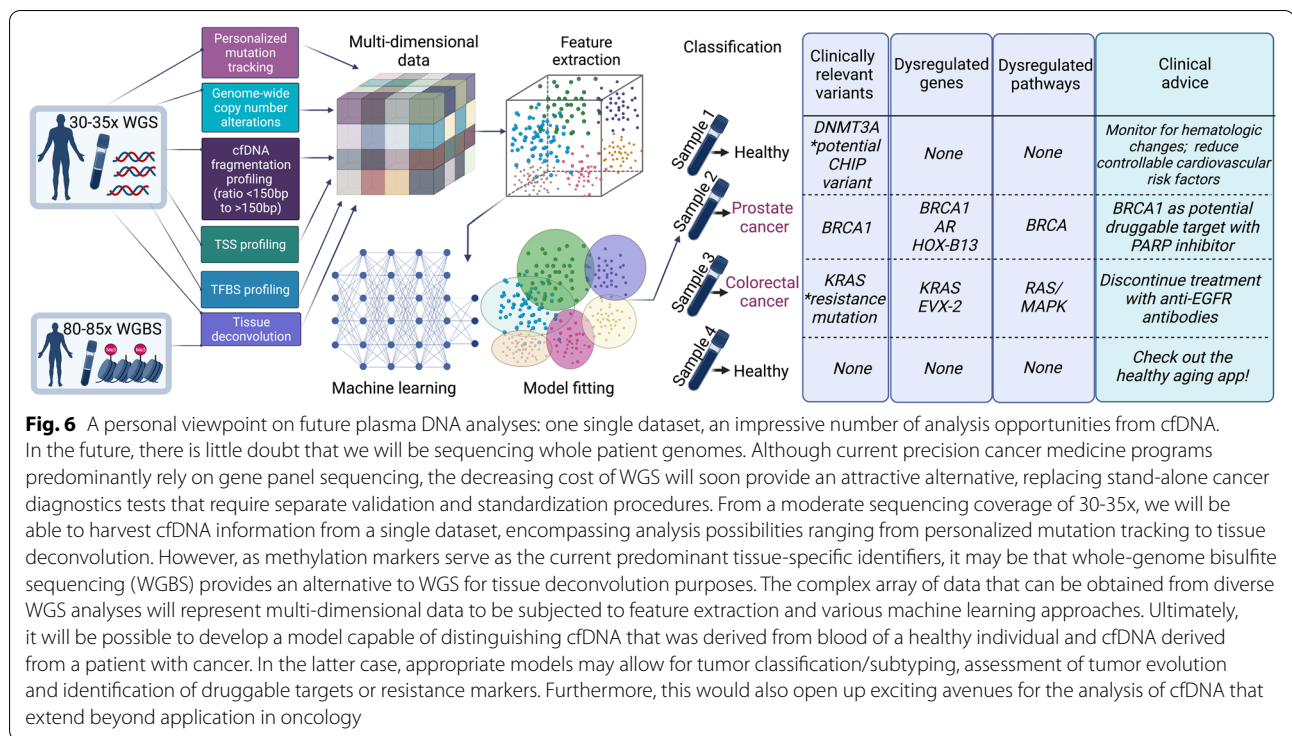 Personalized
mutation
tracking
Genome-wide
copy number
alterations
cfDNA
fragmentation
profiling
(ratio <150bp
to >150bp)
TSS profiling
TFBS profiling
Tissue
deconvolution
30-35x WGS
80-85x WGBS
Me3
Me3
Multi-dimensional
data
Feature
extraction
Machine learning
Model fitting
Classification
Sample 1
Healthy
Sample 2
Prostate
cancer
Sample 3
Colorectal
cancer
Sample 4
Healthy
Clinically
relevant
variants
Dysregulated
genes
Dysregulated
pathways
Clinical
advice
DNMT3A
*potential
CHIP
variant
None
None
Monitor for hematologic
changes; reduce
controllable cardiovascular
risk factors
BRCA1
BRCA1
AR
HOX-B13
BRCA
BRCA1 as potential
druggable target with
PARP inhibitor
KRAS
*resistance
mutation
KRAS
EVX-2
RAS/
MAPK
Discontinue treatment
with anti-EGFR
antibodies
None
None
None
Check out the
healthy aging app!
Fig. 6 A personal viewpoint on future plasma DNA analyses: one single dataset, an impressive number of analysis opportunities from cfDNA.
In the future, there is little doubt that we will be sequencing whole patient genomes. Although current precision cancer medicine programs
predominantly rely on gene panel sequencing, the decreasing cost of WGS will soon provide an attractive alternative, replacing stand-alone cancer
diagnostics tests that require separate validation and standardization procedures. From a moderate sequencing coverage of 30-35x, we will be
able to harvest cfDNA information from a single dataset, encompassing analysis possibilities ranging from personalized mutation tracking to tissue
deconvolution. However, as methylation markers serve as the current predominant tissue-specific identifiers, it may be that whole-genome bisulfite
sequencing (WGBS) provides an alternative to WGS for tissue deconvolution purposes. The complex array of data that can be obtained from diverse
WGS analyses will represent multi-dimensional data to be subjected to feature extraction and various machine learning approaches. Ultimately,
it will be possible to develop a model capable of distinguishing cfDNA that was derived from blood of a healthy individual and cfDNA derived
from a patient with cancer. In the latter case, appropriate models may allow for tumor classification/subtyping, assessment of tumor evolution
and identification of druggable targets or resistance markers. Furthermore, this would also open up exciting avenues for the analysis of cfDNA that
extend beyond application in oncology